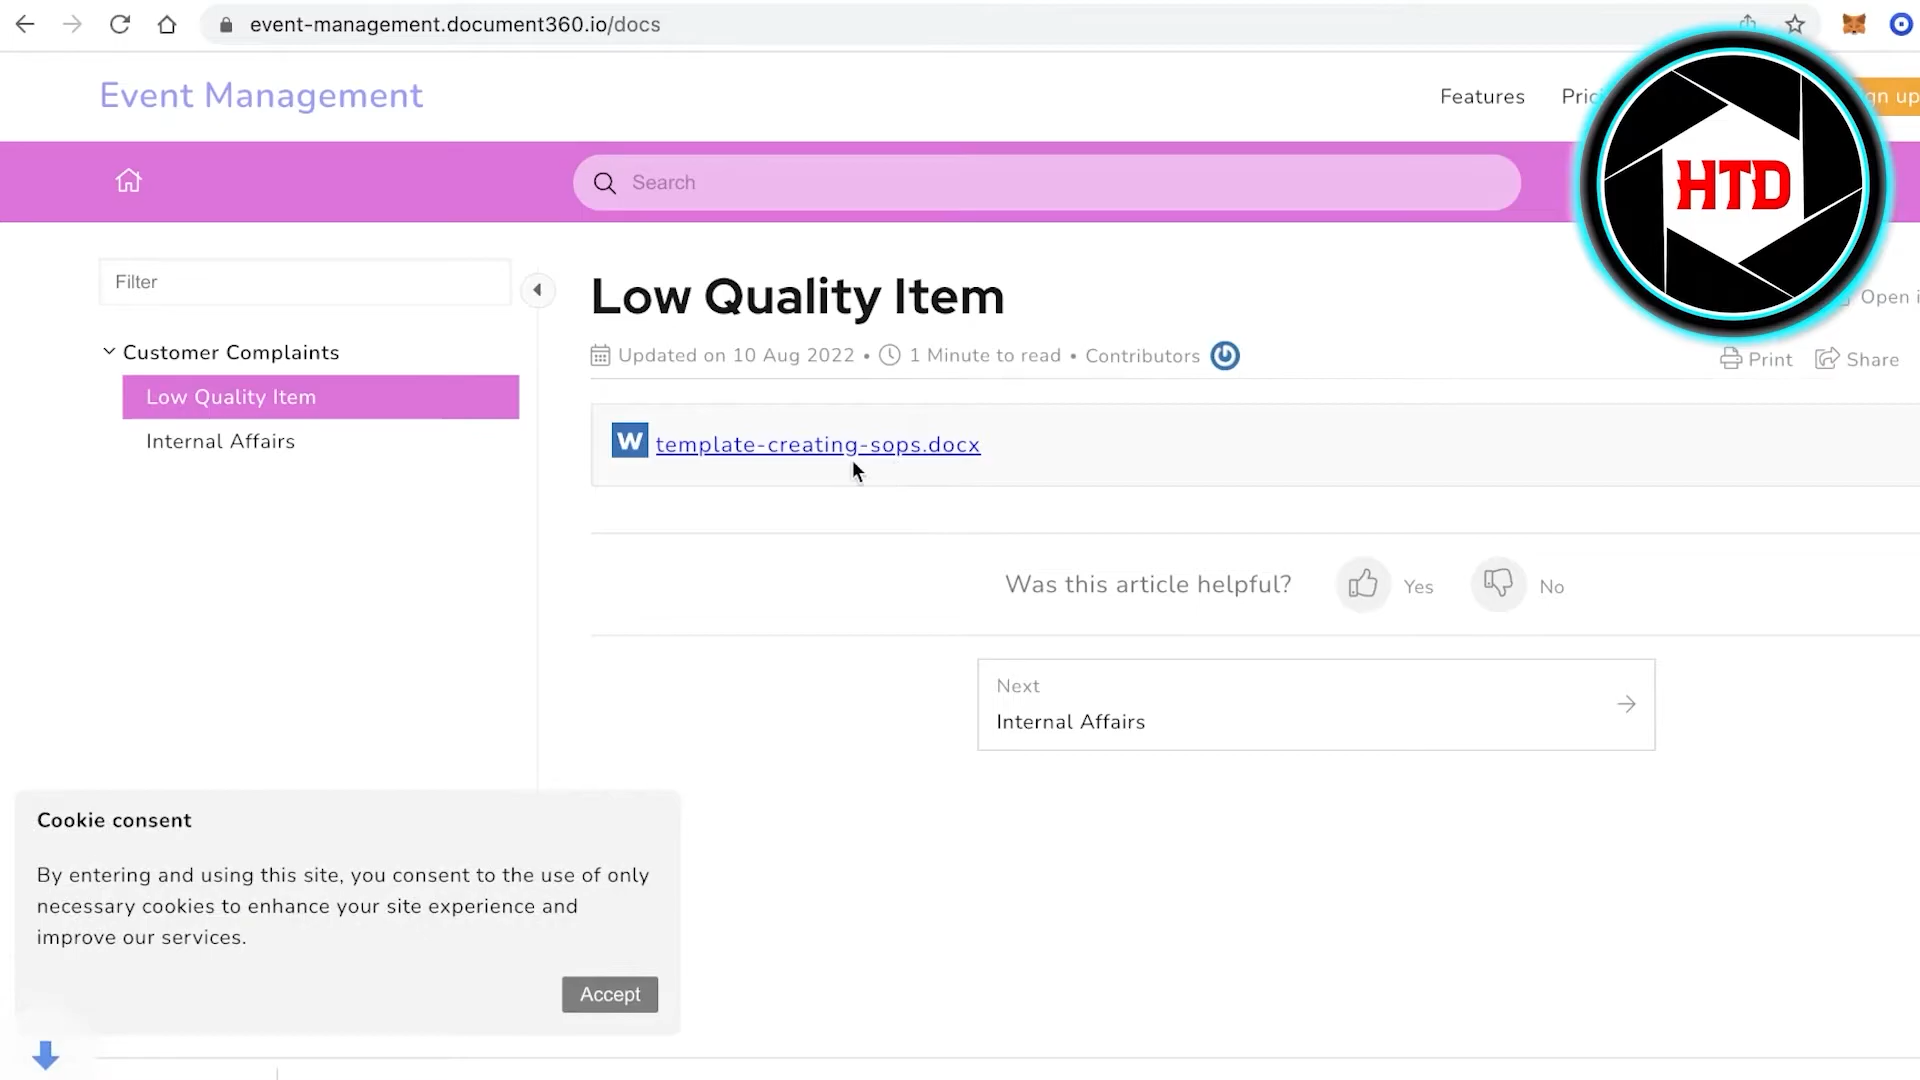 event-management.document360.io/docs
Event Management
Features
HTD
Search
Filter
Low Quality Item
Open
Customer Complaints
Updated on 10 Aug 2022 • 1 Minute to read • Contributors
Print
Share
Low Quality Item
Internal Affairs
W template-creating-sops.docx
Was this article helpful?
Yes
No
Next
Internal Affairs
Cookie consent
By entering and using this site, you consent to the use of only
necessary cookies to enhance your site experience and
improve our services.
Accept